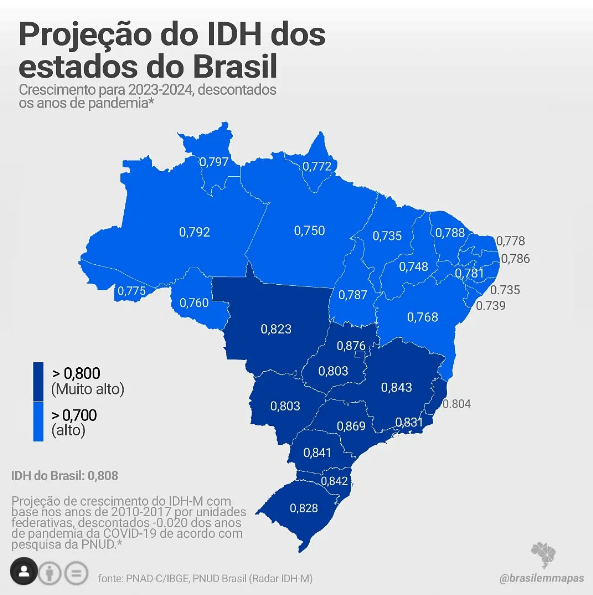 Projeção do IDH dos
estados do Brasil
Crescimento para 2023-2024, descontados
os anos de pandemia*
0,797
0,772
0,792
0,750
0,735
0,788
0,778
0,786
0,748
0,781
0,735
0,739
0,775
0,760
0,787
0,768
0,823
0,876
0,803
0,843
0,804
0,803
0,831
0,869
0,841
0,842
0,828
> 0,800
(Muito alto)
> 0,700
(alto)
IDH do Brasil: 0,808
Projeção de crescimento do IDH-M com
base nos anos de 2010-2017 por unidades
federativas, descontados -0.020 dos anos
de pandemia da COVID-19 de acordo com
pesquisa da PNUD.*
fonte: PNAD-C/IBGE, PNUD Brasil (Radar IDH-M)
@brasilemmapas